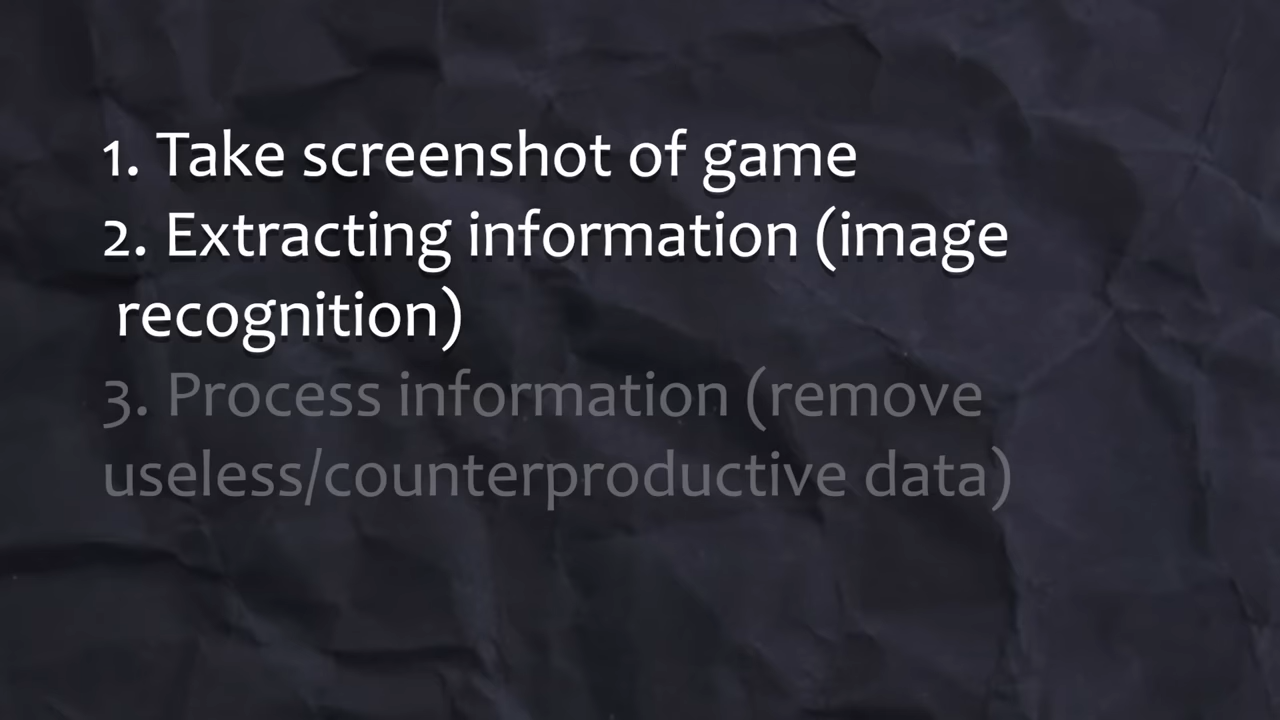 1. Take screenshot of game
2. Extracting information (image
recognition)
3. Process information (remove
useless/counterproductive data)